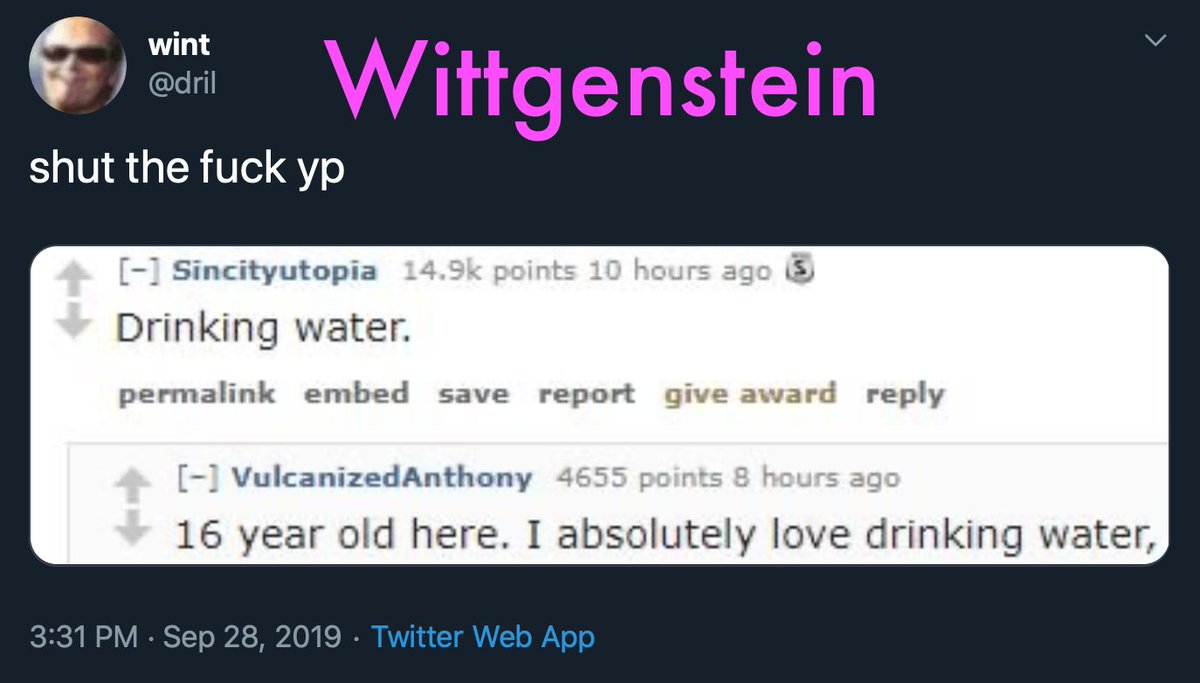 wint
@dril
Wittgenstein
shut the fuck yp
[-] Sincityutopia 14.9k points 10 hours ago S
Drinking water.
permalink embed save report give award reply
[-] VulcanizedAnthony 4655 points 8 hours ago
16 year old here. I absolutely love drinking water,
3:31 PM · Sep 28, 2019 · Twitter Web App